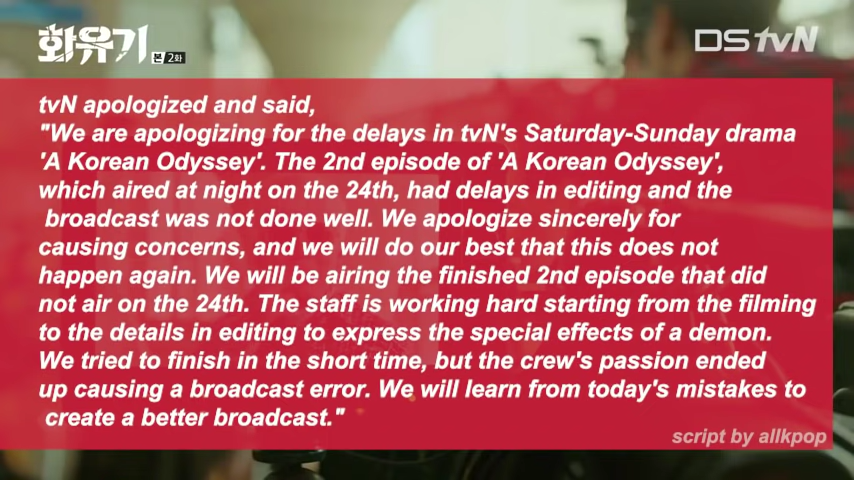 화유기 본 2화
DS tvN
tvN apologized and said,
"We are apologizing for the delays in tvN's Saturday-Sunday drama
'A Korean Odyssey'. The 2nd episode of 'A Korean Odyssey',
which aired at night on the 24th, had delays in editing and the
broadcast was not done well. We apologize sincerely for
causing concerns, and we will do our best that this does not
happen again. We will be airing the finished 2nd episode that did
not air on the 24th. The staff is working hard starting from the filming
to the details in editing to express the special effects of a demon.
We tried to finish in the short time, but the crew's passion ended
up causing a broadcast error. We will learn from today's mistakes to
create a better broadcast."
script by allkpop